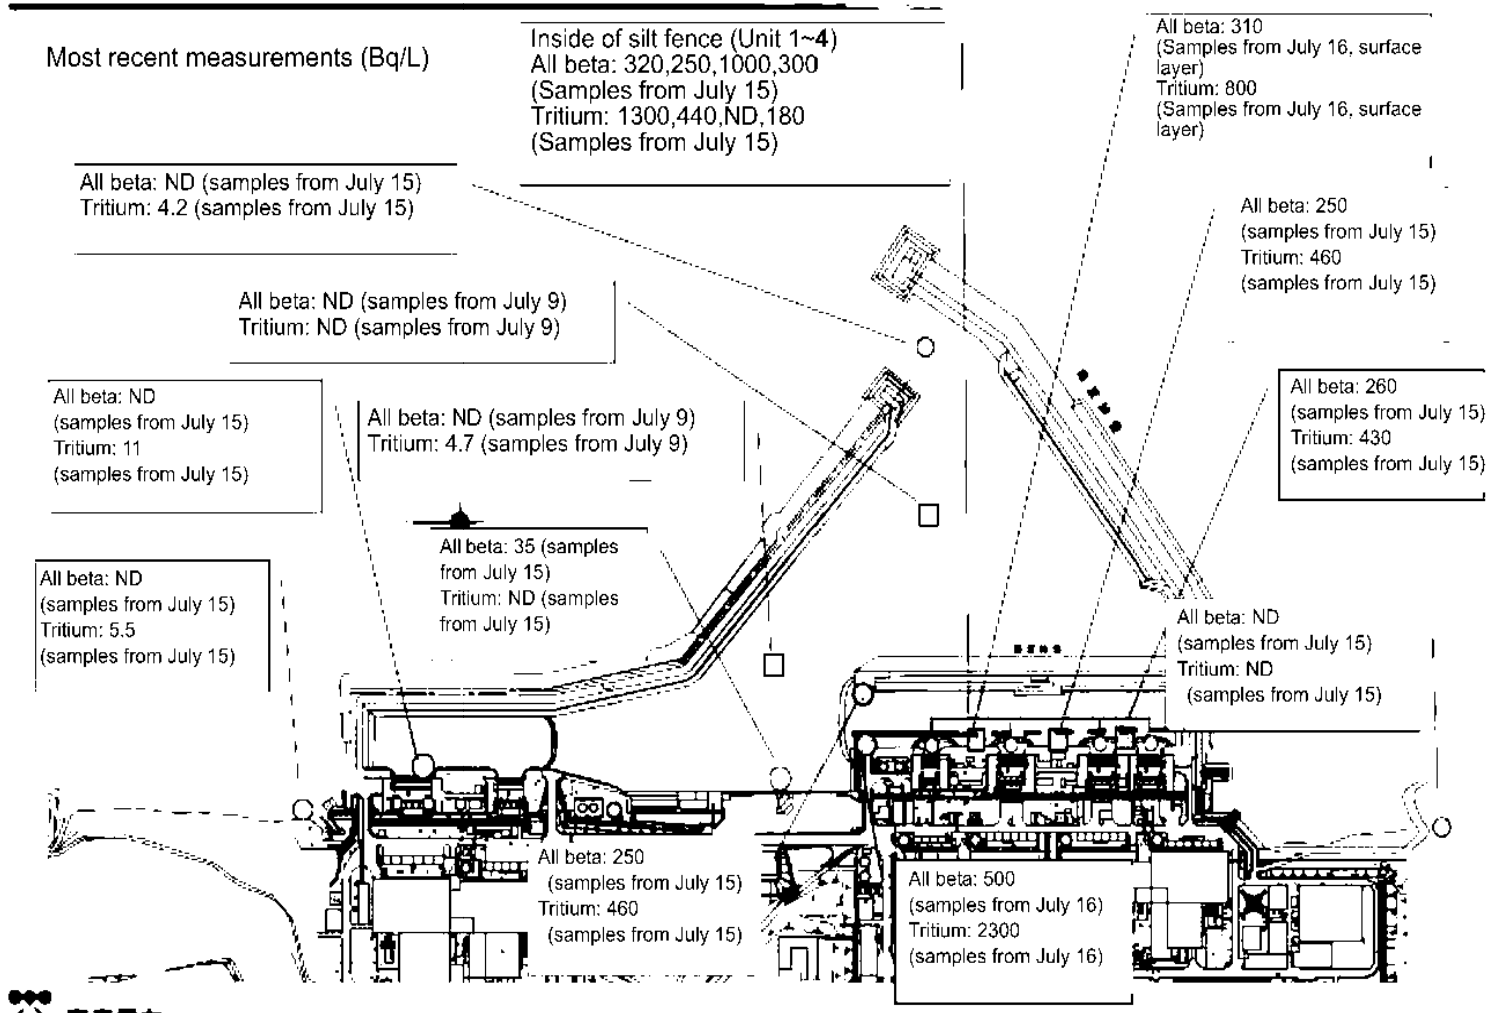 Most recent measurements (Bq/L)
Inside of silt fence (Unit 1~4)
All beta: 320,250,1000,300
(Samples from July 15)
Tritium: 1300,440,ND,180
(Samples from July 15)
All beta: 310
(Samples from July 16, surface
layer)
Tritium: 800
(Samples from July 16, surface
layer)
All beta: ND (samples from July 15)
Tritium: 4.2 (samples from July 15)
All beta: 250
(samples from July 15)
Tritium: 460
(samples from July 15)
All beta: ND (samples from July 9)
Tritium: ND (samples from July 9)
All beta: ND
(samples from July 15)
Tritium: 11
(samples from July 15)
All beta: ND (samples from July 9)
Tritium: 4.7 (samples from July 9)
All beta: 260
(samples from July 15)
Tritium: 430
(samples from July 15)
All beta: 35 (samples
from July 15)
Tritium: ND (samples
from July 15)
All beta: ND
(samples from July 15)
Tritium: 5.5
(samples from July 15)
All beta: ND
(samples from July 15)
Tritium: ND
(samples from July 15)
All beta: 250
(samples from July 15)
Tritium: 460
(samples from July 15)
All beta: 500
(samples from July 16)
Tritium: 2300
(samples from July 16)